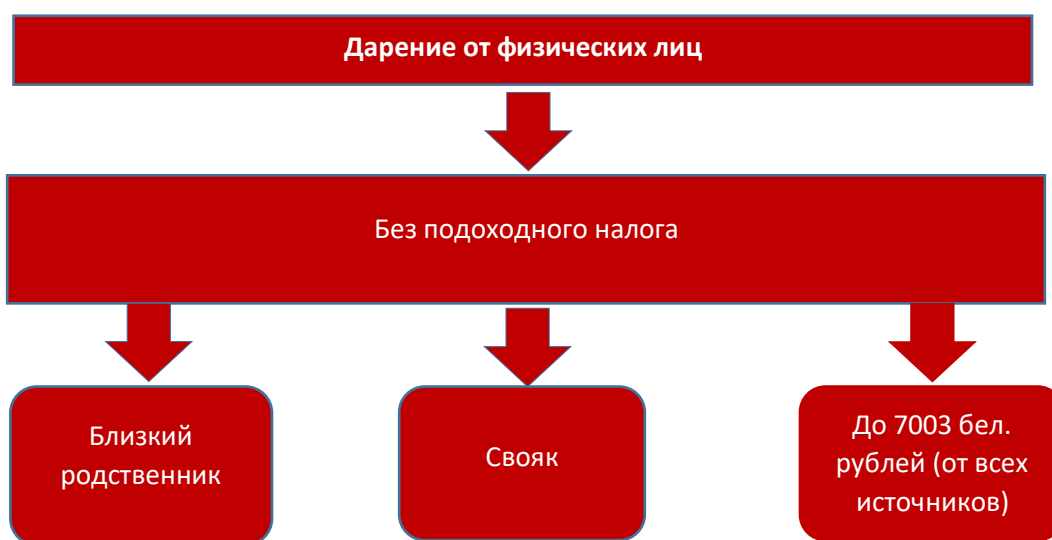 Дарение от физических лиц
Без подоходного налога
Близкий
родственник
Свояк
До 7003 бел.
рублей (от всех
источников)